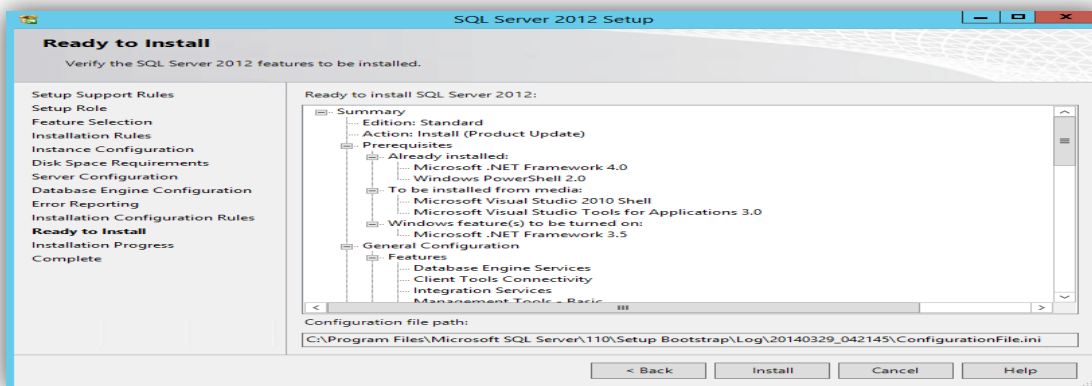 SQL Server 2012 Setup
Ready to Install
Verify the SQL Server 2012 features to be installed.
Setup Support Rules
Setup Role
Feature Selection
Installation Rules
Instance Configuration
Disk Space Requirements
Server Configuration
Database Engine Configuration
Error Reporting
Installation Configuration Rules
Ready to Install
Installation Progress
Complete
Ready to install SQL Server 2012:
Summary
Edition: Standard
Action: Install (Product Update)
Prerequisites
Already installed:
Microsoft .NET Framework 4.0
Windows PowerShell 2.0
To be installed from media:
Microsoft Visual Studio 2010 Shell
Microsoft Visual Studio Tools for Applications 3.0
Windows feature(s) to be turned on:
Microsoft .NET Framework 3.5
General Configuration
Features
Database Engine Services
Client Tools Connectivity
Integration Services
Management Tools - Basic
Configuration file path:
C:\Program Files\Microsoft SQL Server\110\Setup Bootstrap\Log\20140329_042145\ConfigurationFile.ini
< Back Install Cancel Help